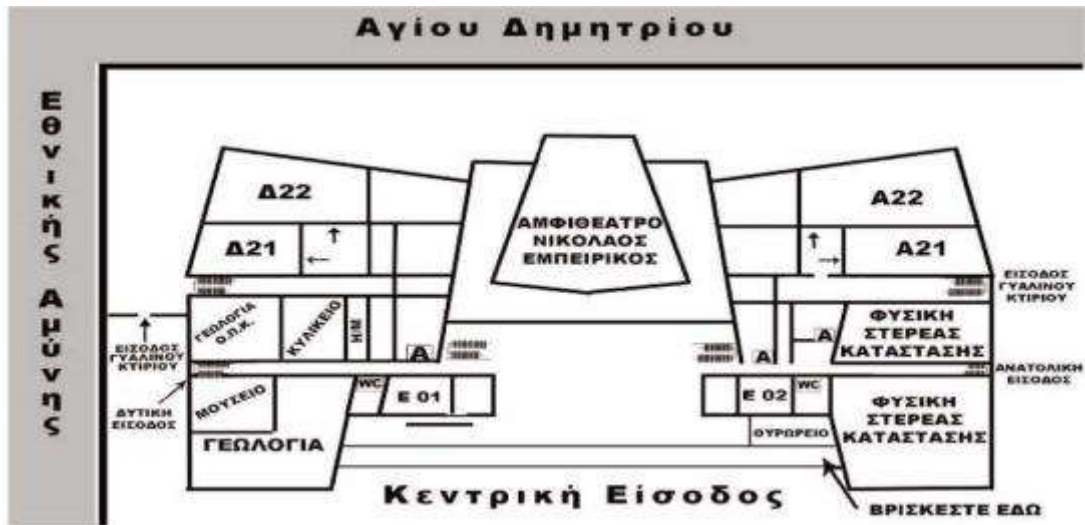 Αγίου Δημητρίου
Εθνικής Αμύνης
Δ22
Δ21
ΑΜΦΙΘΕΑΤΡΟ
ΝΙΚΟΛΑΟΣ
ΕΜΠΕΙΡΙΚΟΣ
Α22
Α21
ΕΙΣΟΔΟΣ
ΓΥΑΛΙΝΟΥ
ΚΤΙΡΙΟΥ
ΓΕΩΛΟΓΙΑ
Ο.Π.Κ.
ΚΥΛΙΚΕΙΟ
Η/Μ
Α
Α
Α
ΦΥΣΙΚΗ
ΣΤΕΡΕΑΣ
ΚΑΤΑΣΤΑΣΗΣ
ΕΙΣΟΔΟΣ
ΓΥΑΛΙΝΟΥ
ΚΤΙΡΙΟΥ
ΑΝΑΤΟΛΙΚΗ
ΕΙΣΟΔΟΣ
ΔΥΤΙΚΗ
ΕΙΣΟΔΟΣ
ΜΟΥΣΕΙΟ
ΓΕΩΛΟΓΙΑ
WC
Ε 01
Ε 02
WC
ΘΥΡΩΡΕΙΟ
ΦΥΣΙΚΗ
ΣΤΕΡΕΑΣ
ΚΑΤΑΣΤΑΣΗΣ
Κεντρική Είσοδος
ΒΡΙΣΚΕΣΤΕ ΕΔΩ